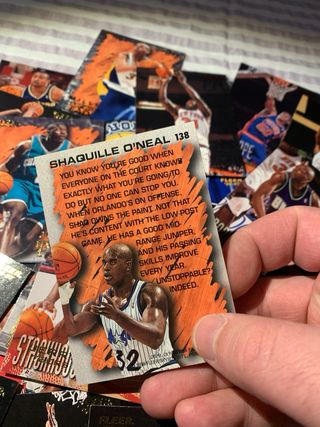 SHAQUILLE O'NEAL 138
YOU KNOW YOU'RE GOOD WHEN
EVERYONE ON THE COURT KNOWS
EXACTLY WHAT YOU'RE GOING TO
DO BUT NO ONE CAN STOP YOU.
WHEN ORLANDO'S ON OFFENSE,
SHAQ OWNS THE PAINT. NOT THAT
HE'S CONTENT WITH THE LOW-POST
GAME. HE HAS A GOOD MID-
RANGE JUMPER,
AND HIS PASSING
SKILLS IMPROVE
EVERY YEAR.
UNSTOPPABLE?
INDEED.
32
FLEER